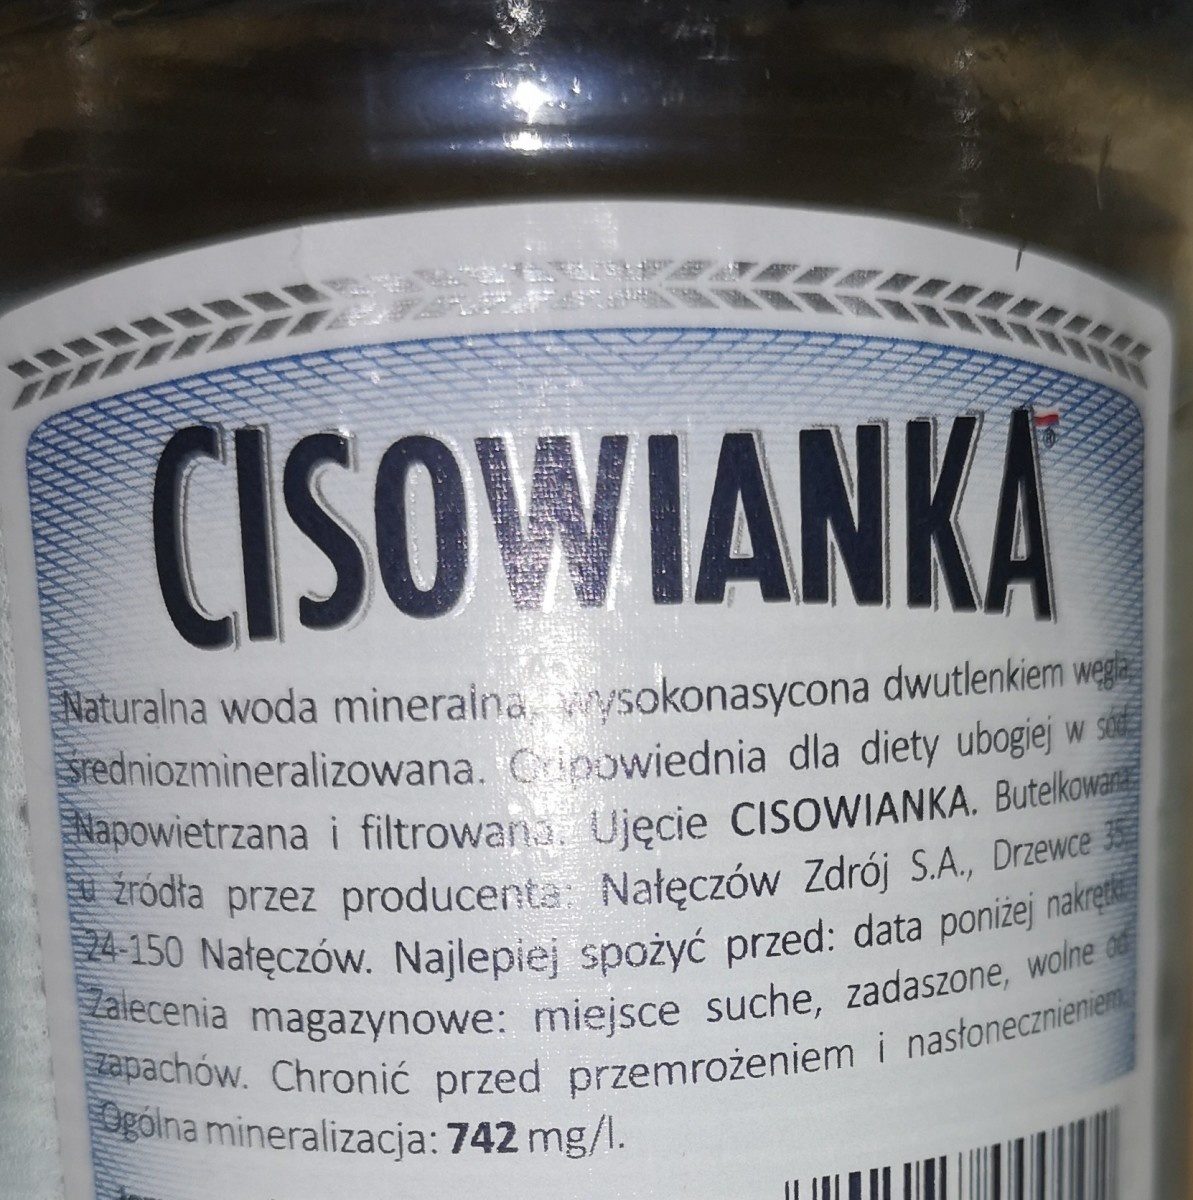 CISOWIANKA®
Naturalna woda mineralna, wysokonasycona dwutlenkiem węgla,
średniozmineralizowana. Odpowiednia dla diety ubogiej w sód.
Napowietrzana i filtrowana. Ujęcie CISOWIANKA. Butelkowana
u źródła przez producenta: Nałęczów Zdrój S.A., Drzewce 35,
24-150 Nałęczów. Najlepiej spożyć przed: data poniżej nakrętki.
Zalecenia magazynowe: miejsce suche, zadaszone, wolne od
zapachów. Chronić przed przemrożeniem i nasłonecznieniem.
Ogólna mineralizacja: 742 mg/l.